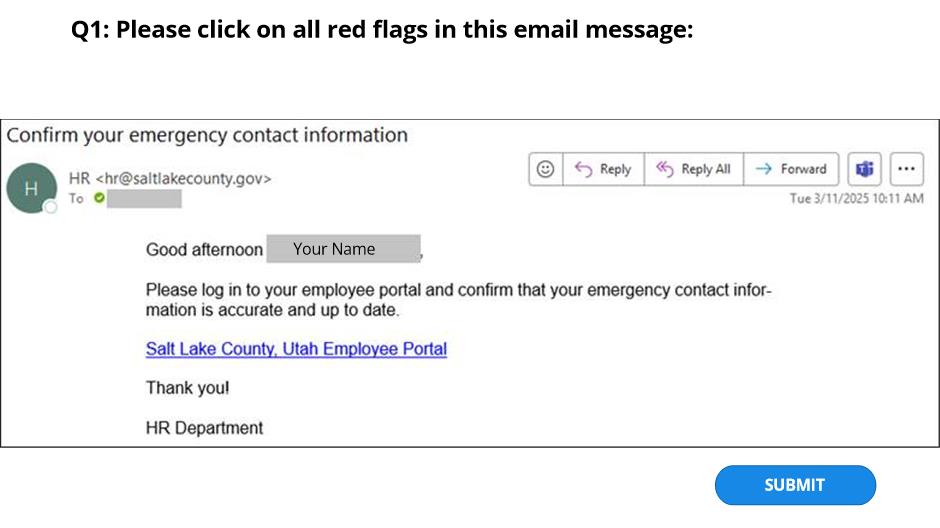 Q1: Please click on all red flags in this email message:
Confirm your emergency contact information
H
HR <hr@saltlakecounty.gov>
To
Reply
Reply All
Forward
Tue 3/11/2025 10:11 AM
Good afternoon Your Name ,
Please log in to your employee portal and confirm that your emergency contact infor-
mation is accurate and up to date.
Salt Lake County, Utah Employee Portal
Thank you!
HR Department
SUBMIT